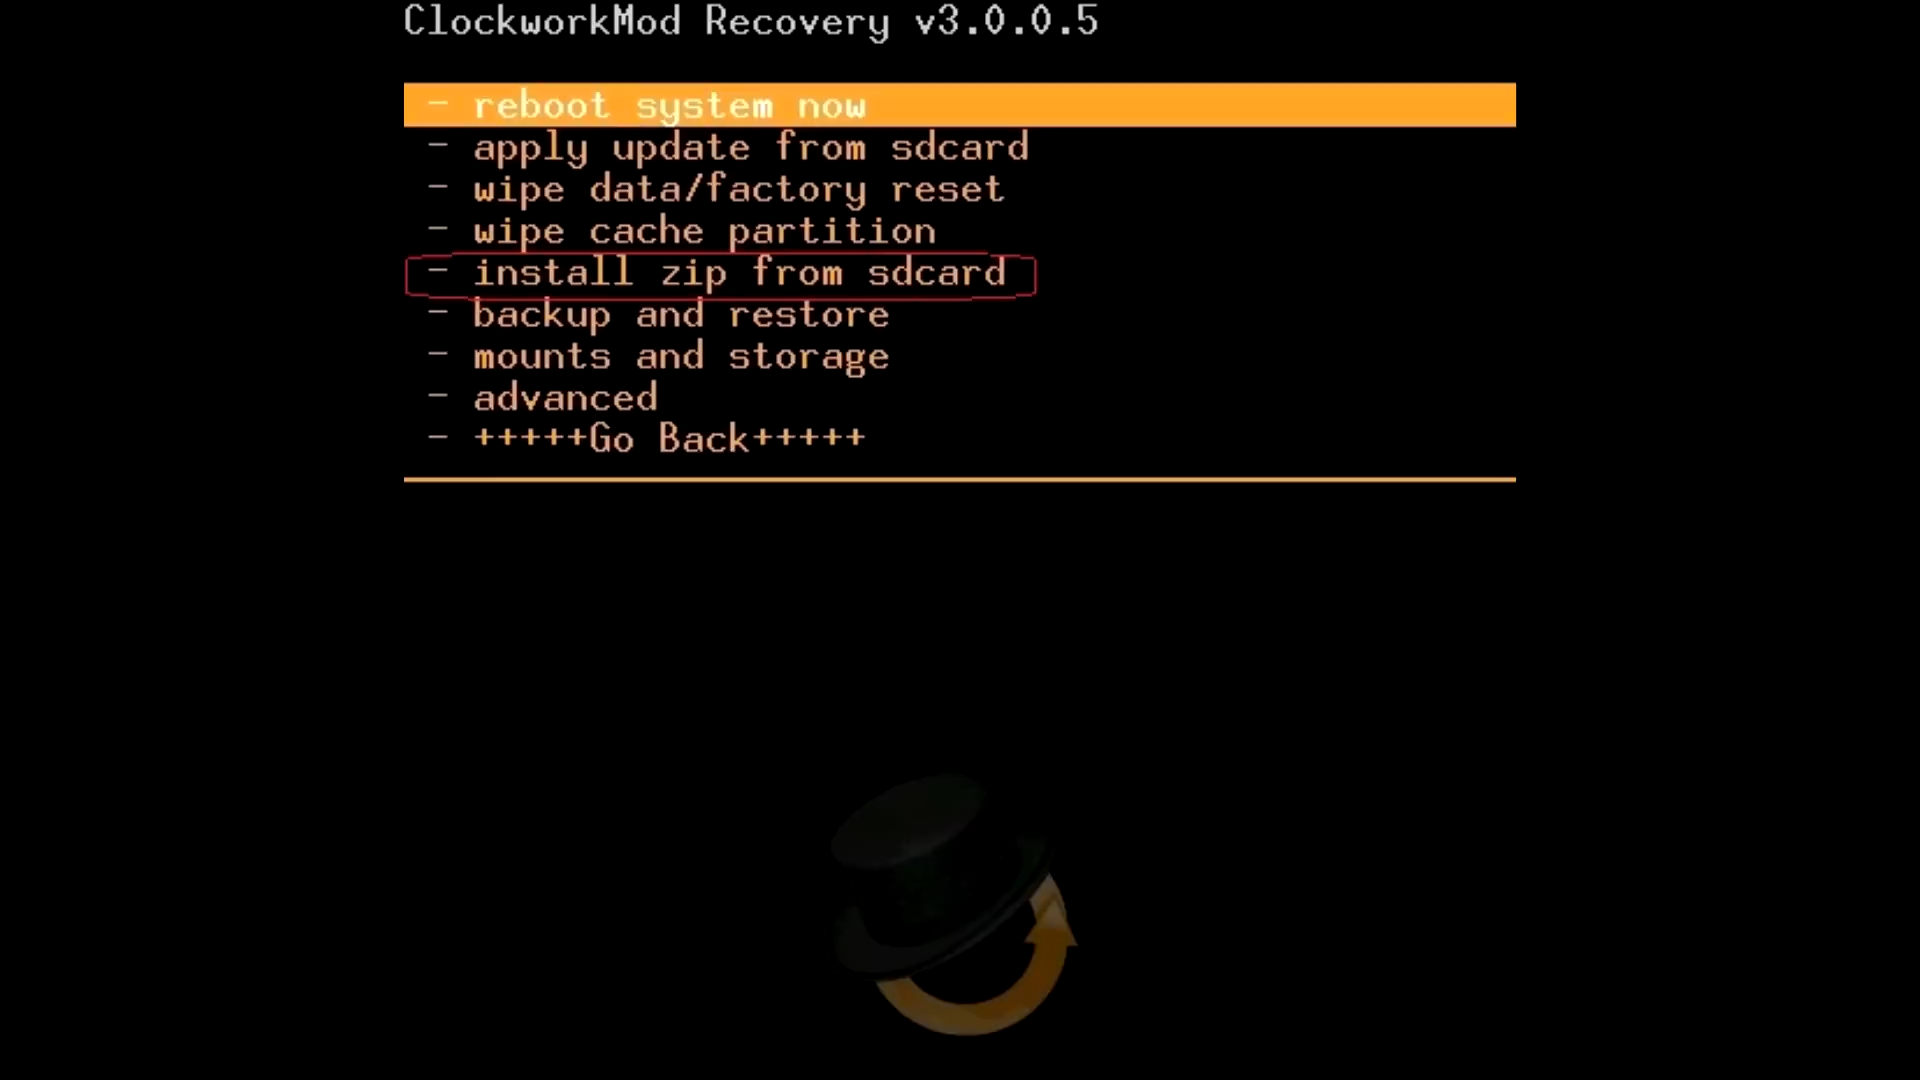 ClockworkMod Recovery v3.0.0.5
- reboot system now
- apply update from sdcard
- wipe data/factory reset
- wipe cache partition
- install zip from sdcard
- backup and restore
- mounts and storage
- advanced
- +++++Go Back+++++